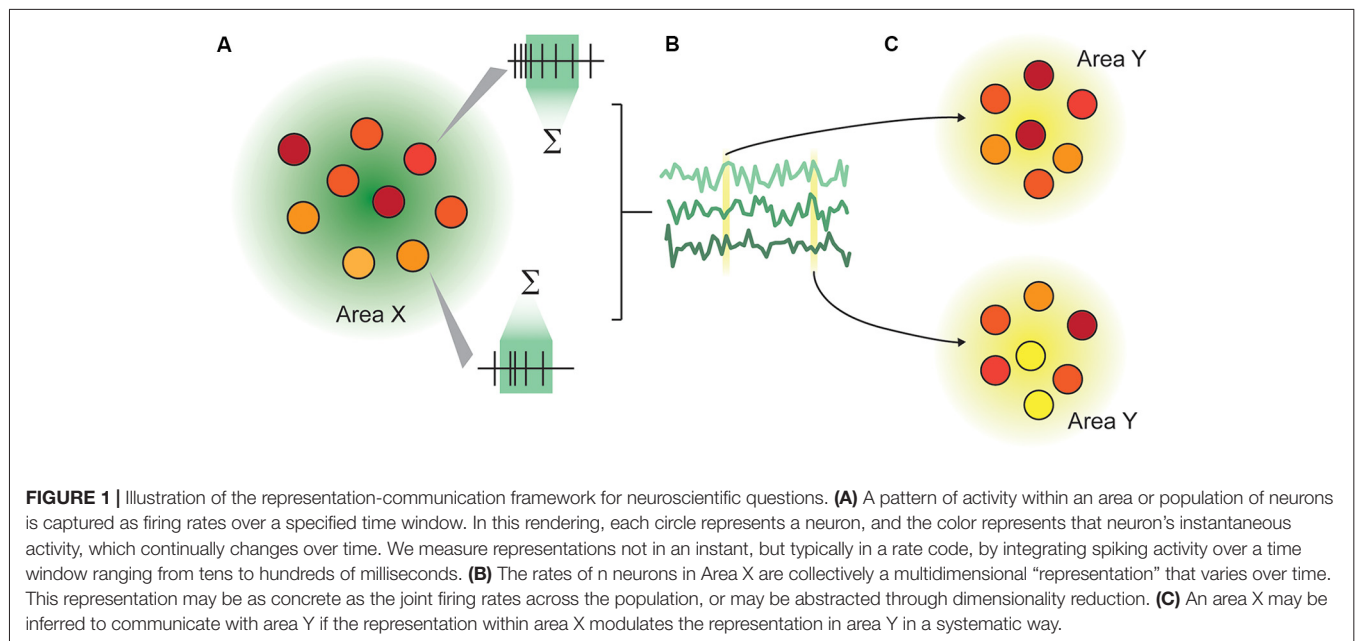 A
B
C
Area Y
Σ
Area X
Σ
Area Y
FIGURE 1 | Illustration of the representation-communication framework for neuroscientific questions. (A) A pattern of activity within an area or population of neurons
is captured as firing rates over a specified time window. In this rendering, each circle represents a neuron, and the color represents that neuron’s instantaneous
activity, which continually changes over time. We measure representations not in an instant, but typically in a rate code, by integrating spiking activity over a time
window ranging from tens to hundreds of milliseconds. (B) The rates of n neurons in Area X are collectively a multidimensional “representation” that varies over time.
This representation may be as concrete as the joint firing rates across the population, or may be abstracted through dimensionality reduction. (C) An area X may be
inferred to communicate with area Y if the representation within area X modulates the representation in area Y in a systematic way.